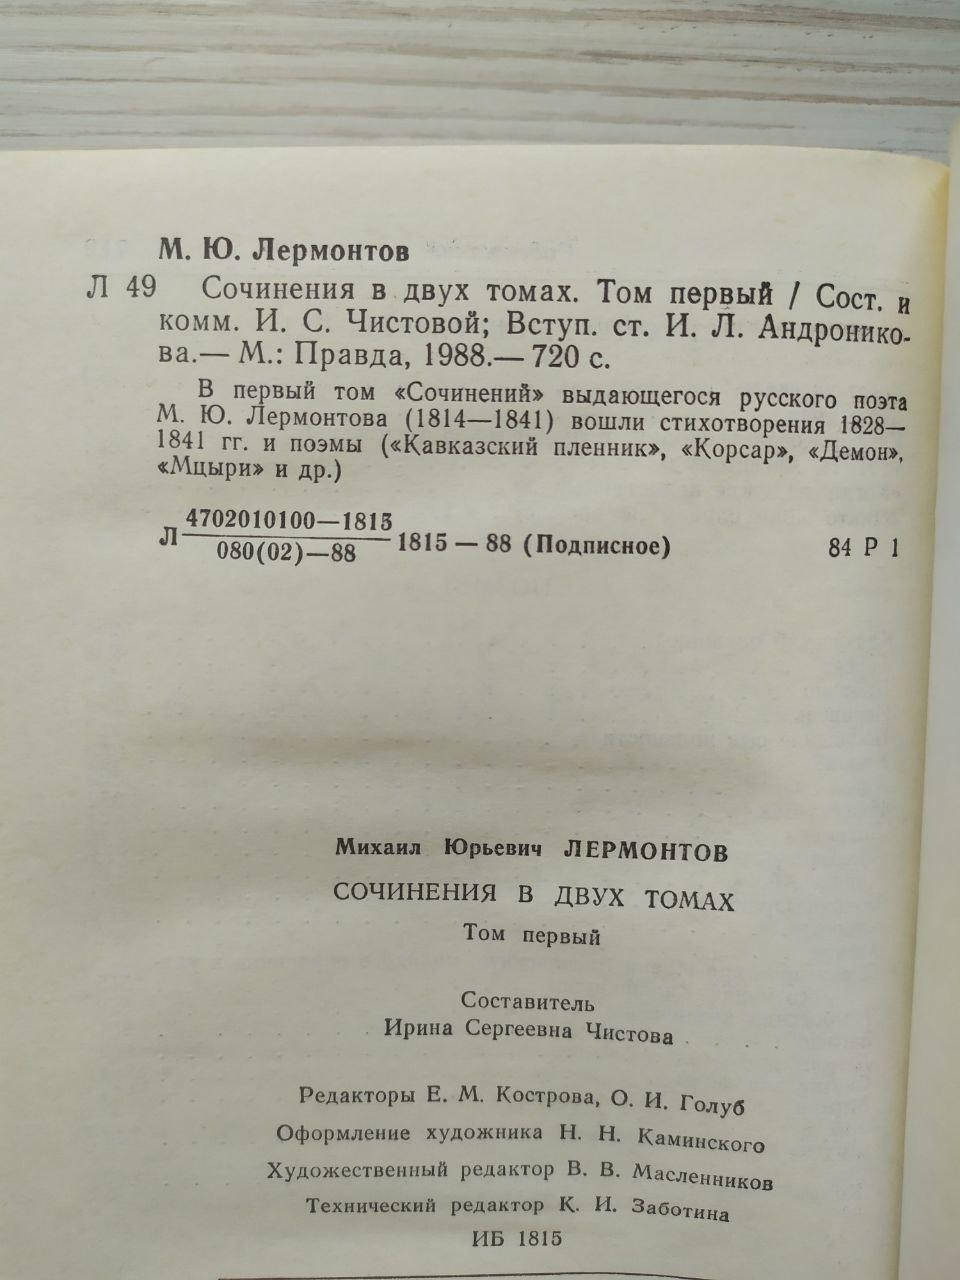 М. Ю. Лермонтов
Л 49 Сочинения в двух томах. Том первый / Сост. и
комм. И. С. Чистовой; Вступ. ст. И. Л. Андронико-
ва.— М.: Правда, 1988.— 720 с.
В первый том «Сочинений» выдающегося русского поэта
М. Ю. Лермонтова (1814—1841) вошли стихотворения 1828—
1841 гг. и поэмы («Кавказский пленник», «Корсар», «Демон»,
«Мцыри» и др.)
4702010100—1815
Л 1815 — 88 (Подписное) 84 Р 1
080(02)—88
Михаил Юрьевич ЛЕРМОНТОВ
СОЧИНЕНИЯ В ДВУХ ТОМАХ
Том первый
Составитель
Ирина Сергеевна Чистова
Редакторы Е. М. Кострова, О. И. Голуб
Оформление художника Н. Н. Каминского
Художественный редактор В. В. Масленников
Технический редактор К. И. Заботина
ИБ 1815